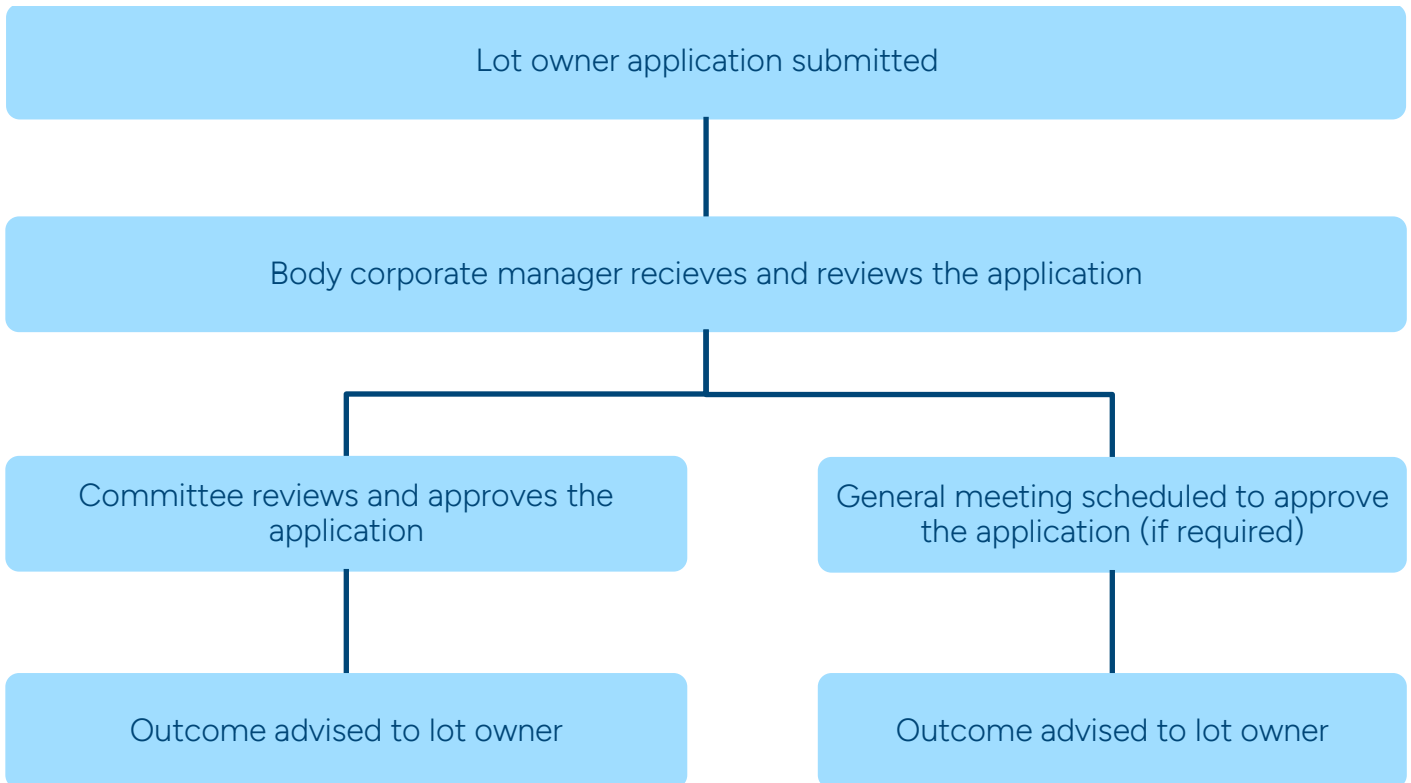 Lot owner application submitted
Body corporate manager recieves and reviews the application
Committee reviews and approves the
application
General meeting scheduled to approve
the application (if required)
Outcome advised to lot owner
Outcome advised to lot owner